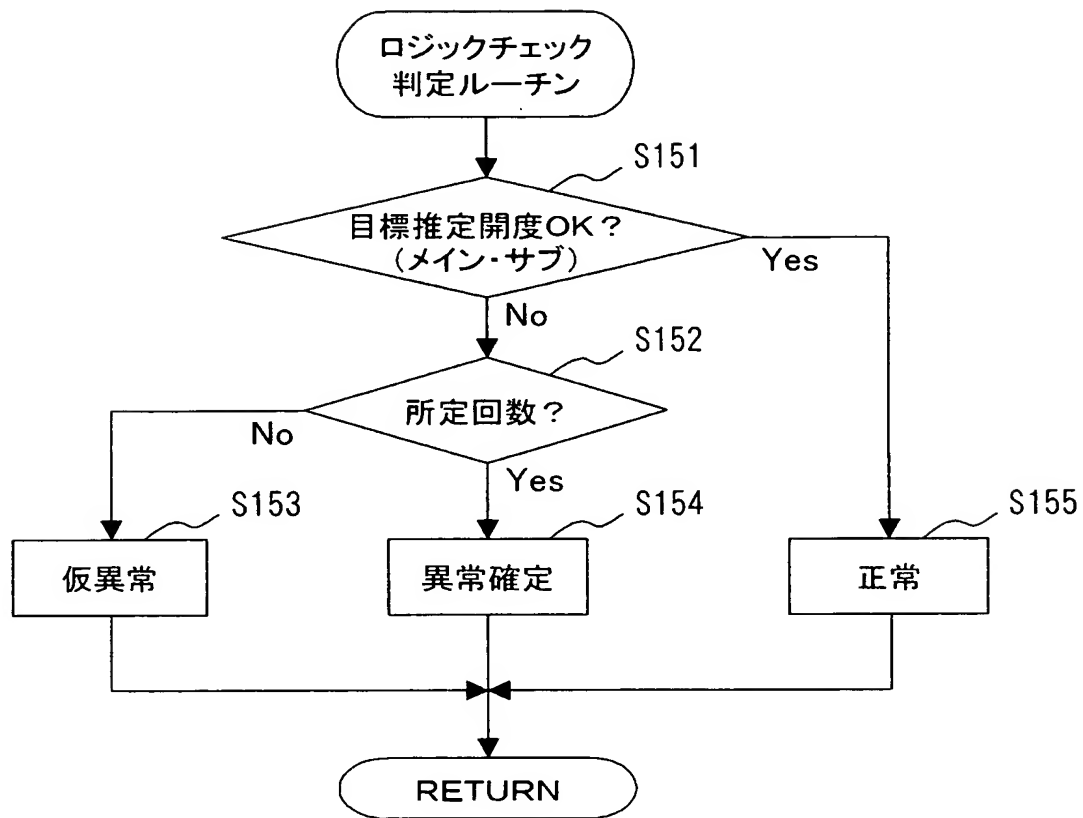 ロジックチェック
判定ルーチン
S151
目標推定開度OK？
（メイン・サブ）
Yes
No
S152
所定回数？
No
Yes
S153
S154
S155
仮異常
異常確定
正常
RETURN